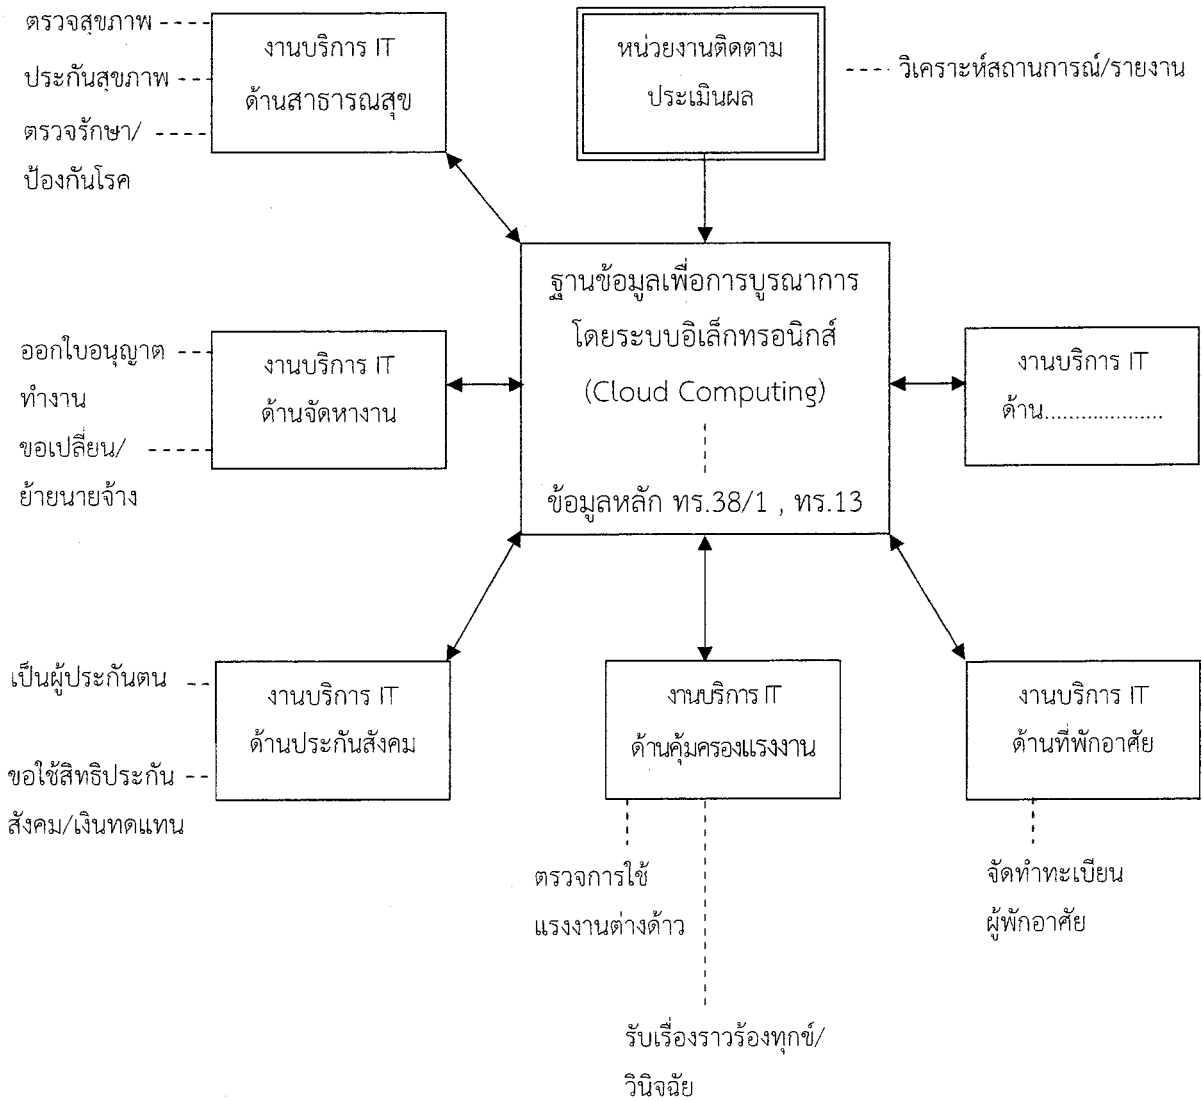 ตรวจสุขภาพ
ประกันสุขภาพ
ตรวจรักษา/
ป้องกันโรค
งานบริการ IT
ด้านสาธารณสุข
หน่วยงานติดตาม
ประเมินผล
วิเคราะห์สถานการณ์/รายงาน
ฐานข้อมูลเพื่อการบูรณาการ
โดยระบบอิเล็กทรอนิกส์
(Cloud Computing)
ข้อมูลหลัก ทร.38/1 , ทร.13
ออกใบอนุญาต
ทำงาน
ขอเปลี่ยน/
ย้ายนายจ้าง
งานบริการ IT
ด้านจัดหางาน
งานบริการ IT
ด้าน....................
เป็นผู้ประกันตน
ขอใช้สิทธิประกัน
สังคม/เงินทดแทน
งานบริการ IT
ด้านประกันสังคม
งานบริการ IT
ด้านคุ้มครองแรงงาน
งานบริการ IT
ด้านที่พักอาศัย
ตรวจการใช้
แรงงานต่างด้าว
รับเรื่องราวร้องทุกข์/
วินิจฉัย
จัดทำทะเบียน
ผู้พักอาศัย